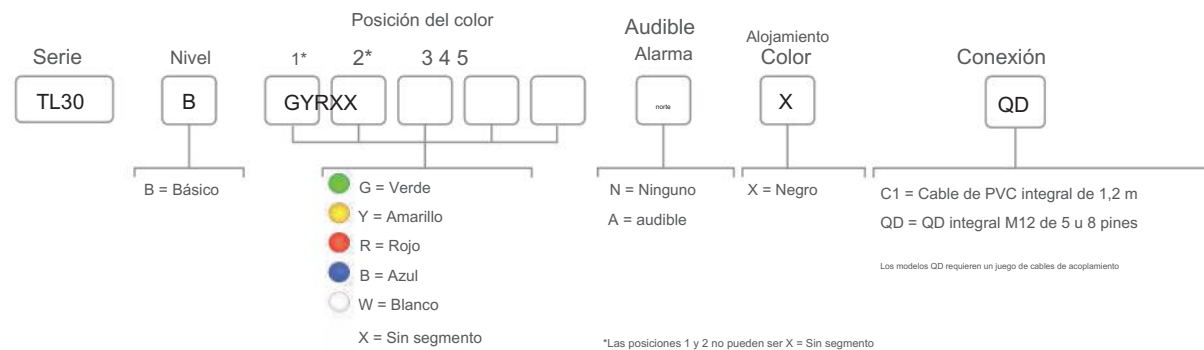 Posición del color
Serie
Nivel
1*
2*
3 4 5
Audible
Alarma
Alojamiento
Color
Conexión
TL30
B
GYRXX
norte
X
QD
B = Básico
G = Verde
Y = Amarillo
R = Rojo
B = Azul
W = Blanco
X = Sin segmento
N = Ninguno
A = audible
X = Negro
C1 = Cable de PVC integral de 1,2 m
QD = QD integral M12 de 5 u 8 pines
Los modelos QD requieren un juego de cables de acoplamiento
*Las posiciones 1 y 2 no pueden ser X = Sin segmento